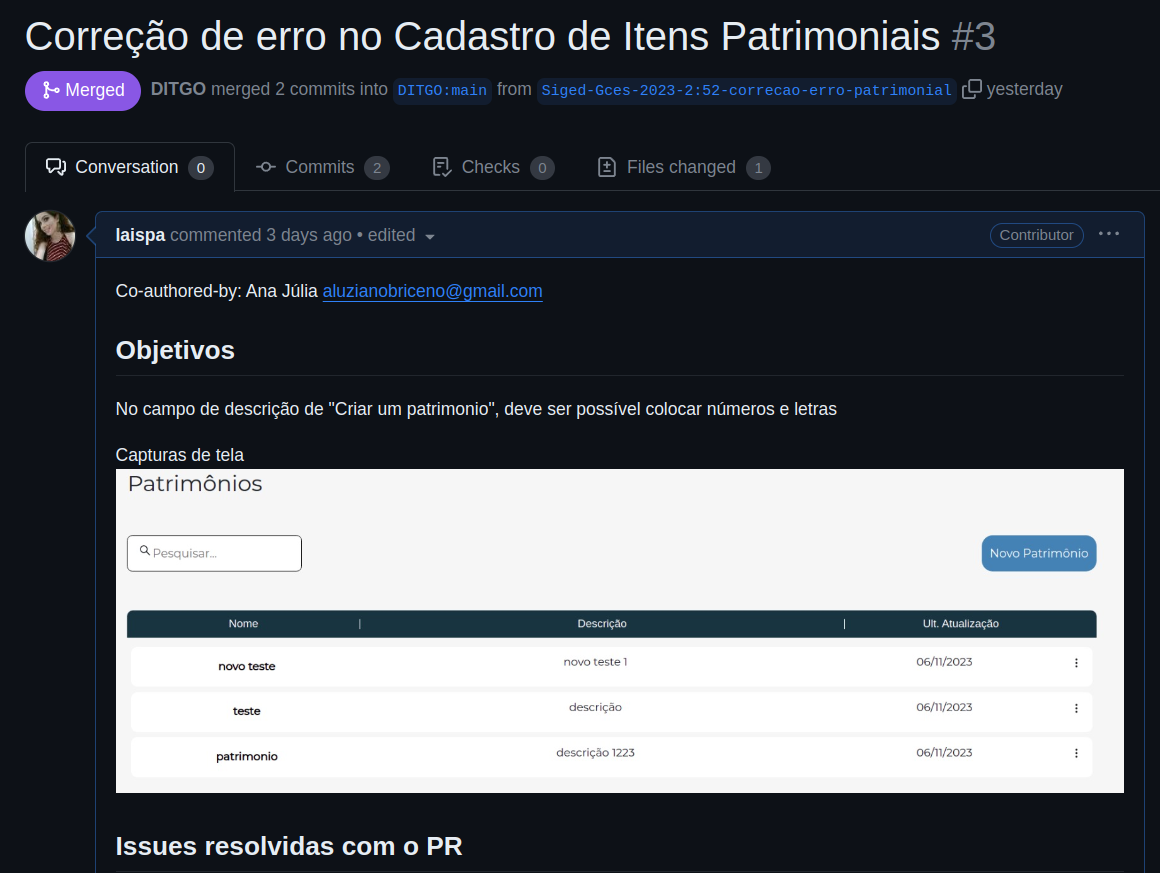 Correção de erro no Cadastro de Itens Patrimoniais #3
Merged DITGO merged 2 commits into DITGO:main from Siged-Gces-2023-2:52-correcao-erro-patrimonial yesterday
Conversation 0 Commits 2 Checks 0 Files changed 1
laispa commented 3 days ago • edited Contributor
Co-authored-by: Ana Júlia aluzianobriceno@gmail.com
Objetivos
No campo de descrição de "Criar um patrimonio", deve ser possível colocar números e letras
Capturas de tela
Patrimônios
Pesquisar... Novo Patrimônio
Nome | Descrição | Ult. Atualização
novo teste novo teste 1 06/11/2023
teste descrição 06/11/2023
patrimonio descrição 1223 06/11/2023
Issues resolvidas com o PR